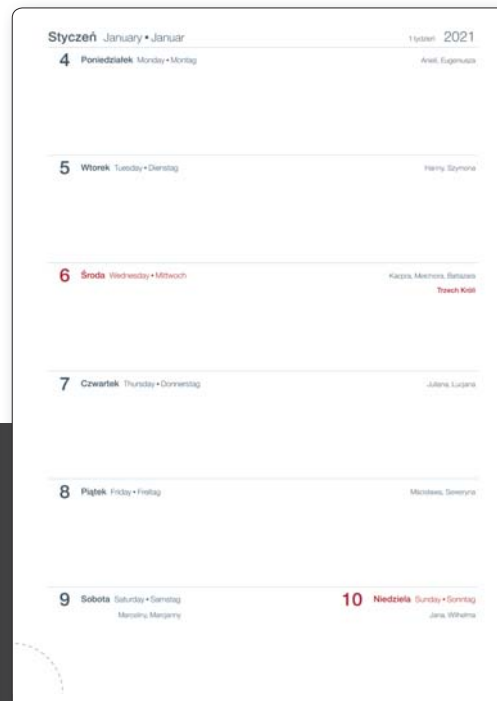 Styczeń January • Januar 1 tydzień 2021
4 Poniedziałek Monday • Montag Anieli, Eugeniusza
5 Wtorek Tuesday • Dienstag Hanny, Szymona
6 Środa Wednesday • Mittwoch Kacpra, Melchiora, Baltazara
Trzech Króli
7 Czwartek Thursday • Donnerstag Juliana, Lucjana
8 Piątek Friday • Freitag Mścisława, Seweryna
9 Sobota Saturday • Samstag 10 Niedziela Sunday • Sonntag
Marceliny, Marcjanny Jana, Wilhelma